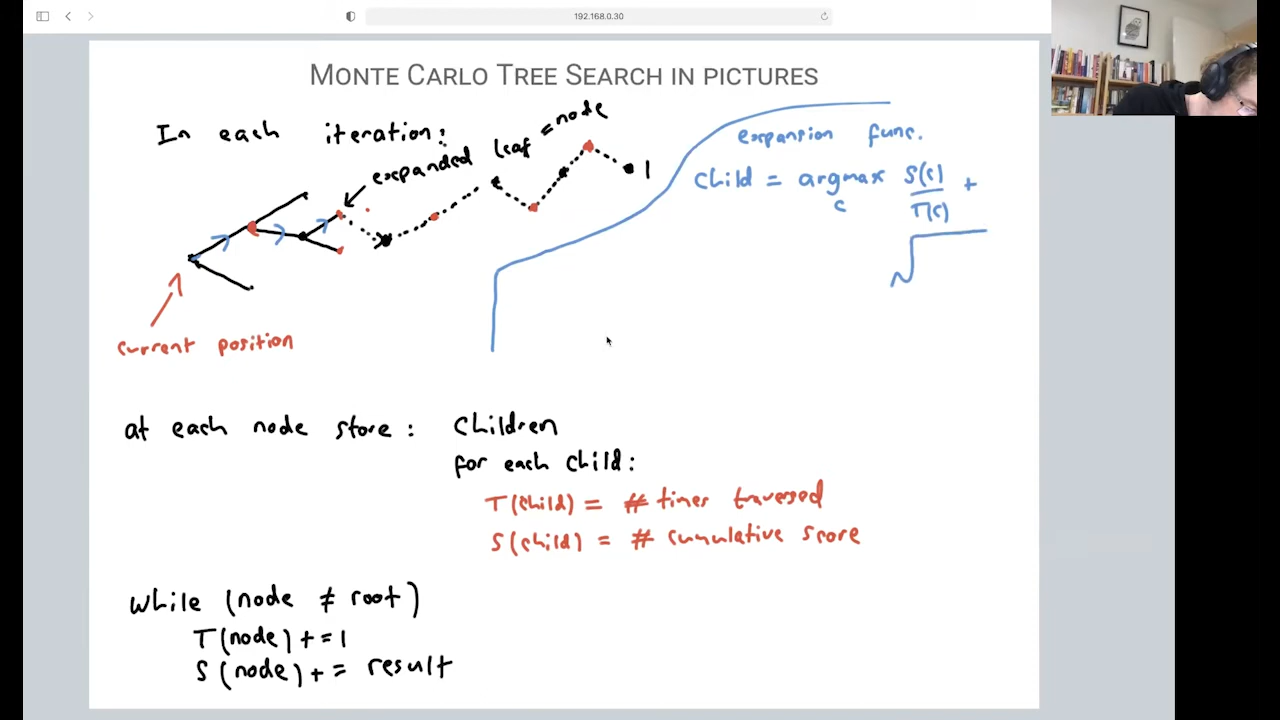 192.168.0.30
MONTE CARLO TREE SEARCH IN PICTURES
In each iteration:
expanded leaf = node
1
current position
expansion func.
child = argmax S(c) +
c T(c)
√
at each node store: children
for each child:
T(child) = # times traversed
S(child) = # cumulative score
while (node ≠ root)
T(node) += 1
S(node) += result